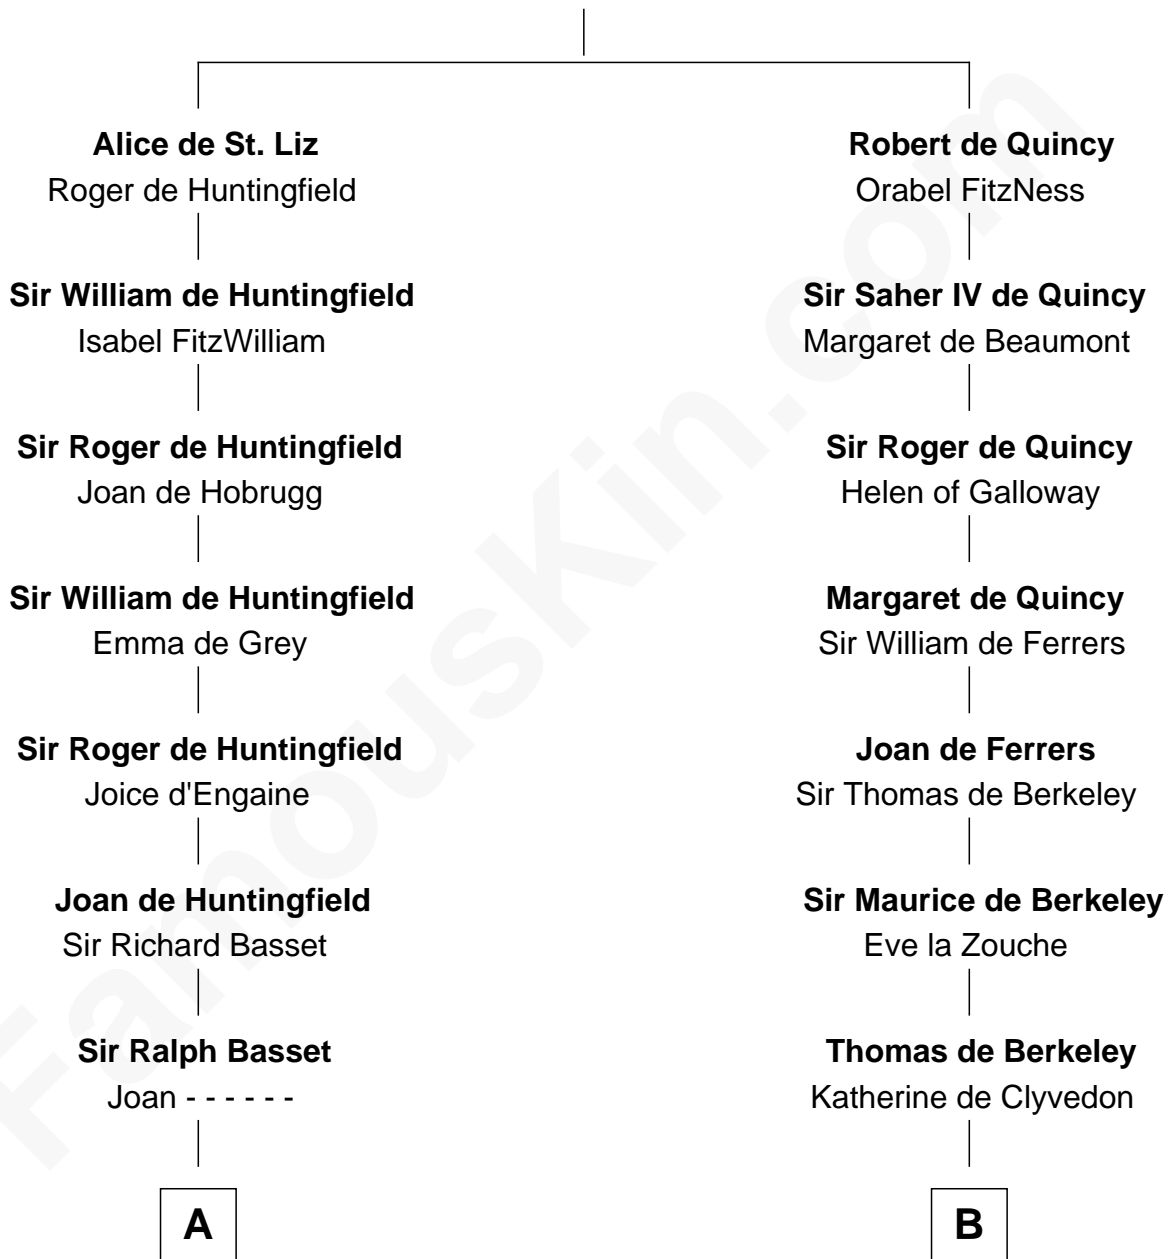 Alice de St. Liz
Roger de Huntingfield
Sir William de Huntingfield
Isabel FitzWilliam
Sir Roger de Huntingfield
Joan de Hobrugg
Sir William de Huntingfield
Emma de Grey
Sir Roger de Huntingfield
Joice d'Engaine
Joan de Huntingfield
Sir Richard Basset
Sir Ralph Basset
Joan - - - - - -
A
Robert de Quincy
Orabel FitzNess
Sir Saher IV de Quincy
Margaret de Beaumont
Sir Roger de Quincy
Helen of Galloway
Margaret de Quincy
Sir William de Ferrers
Joan de Ferrers
Sir Thomas de Berkeley
Sir Maurice de Berkeley
Eve la Zouche
Thomas de Berkeley
Katherine de Clyvedon
B
FamousKin.com